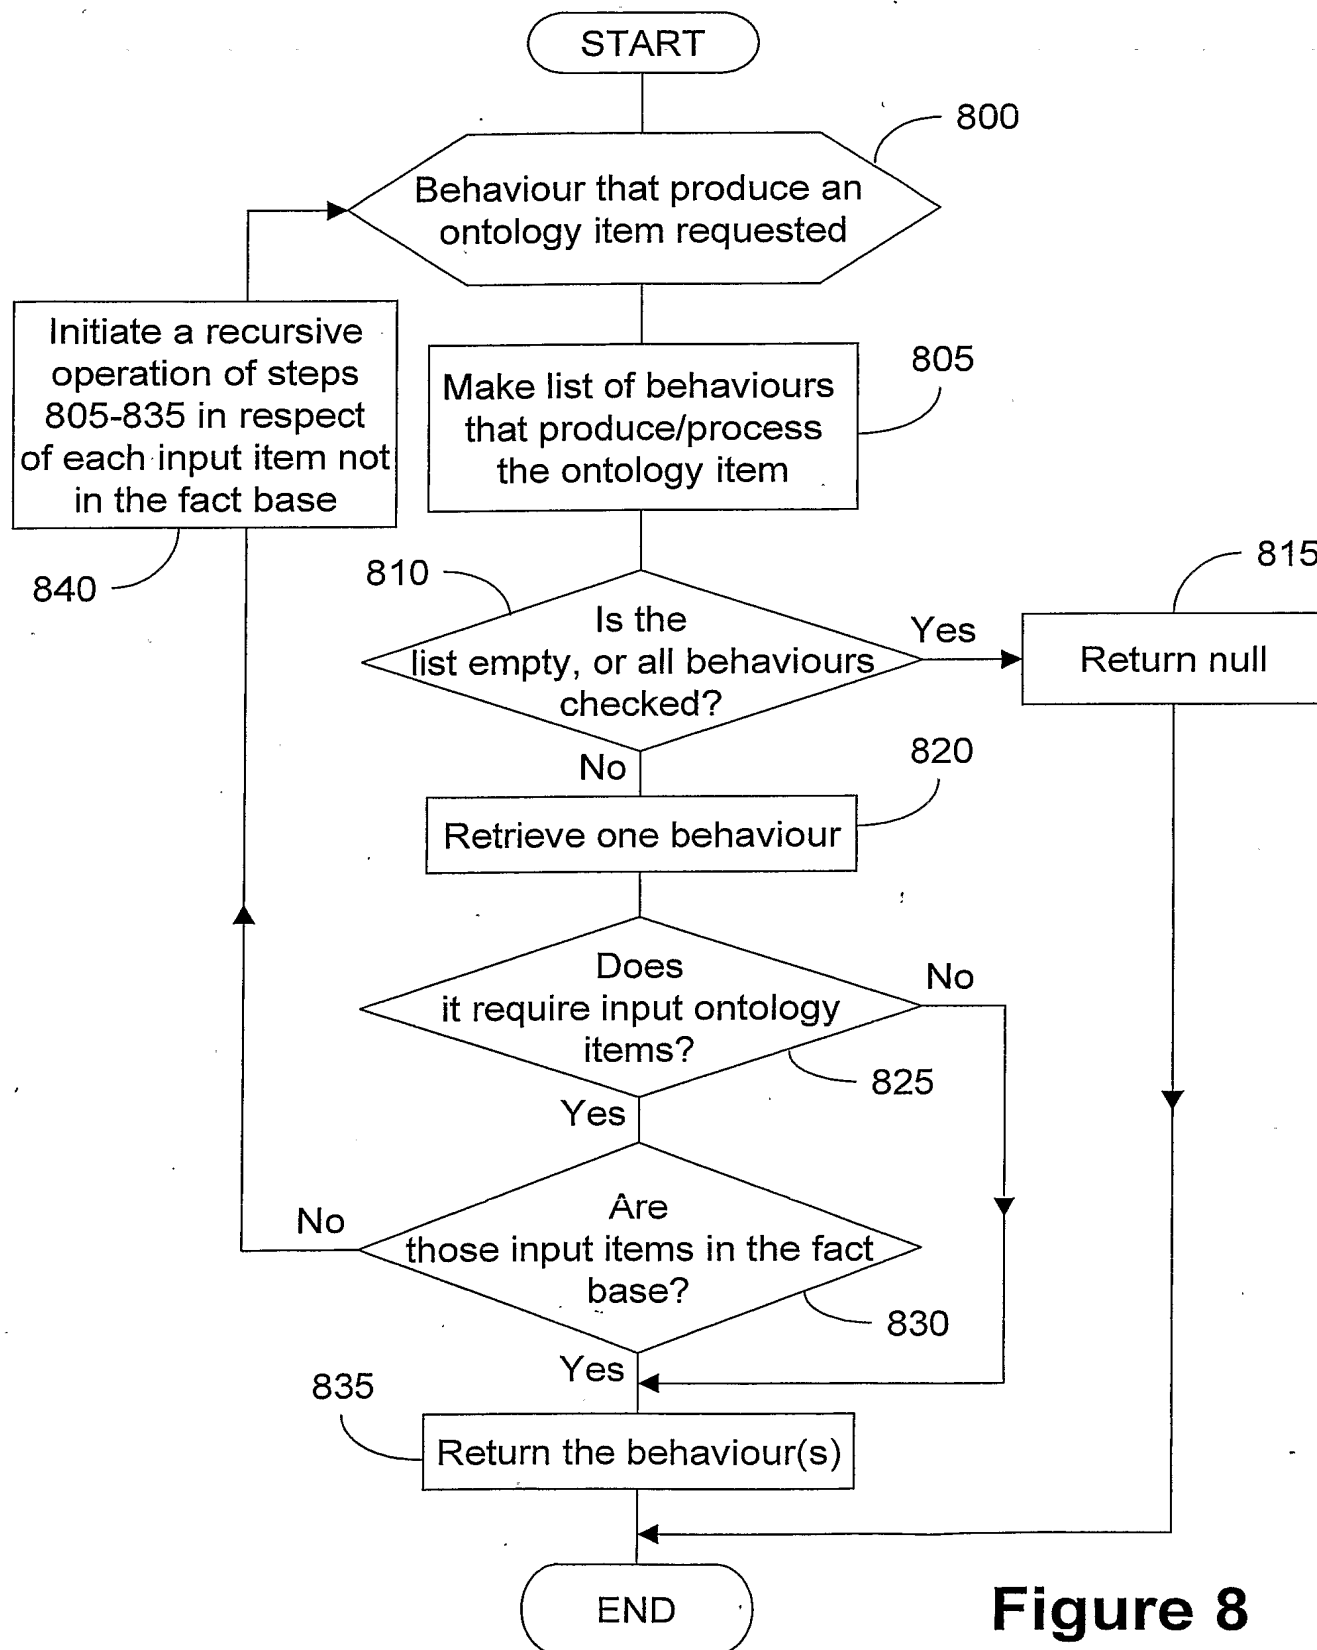 START
800
Behaviour that produce an
ontology item requested
Initiate a recursive
operation of steps
805-835 in respect
of each input item not
in the fact base
840
805
Make list of behaviours
that produce/process
the ontology item
810
Is the
list empty, or all behaviours
checked?
Yes
815
Return null
No
820
Retrieve one behaviour
Does
it require input ontology
items?
No
825
Yes
Are
those input items in the fact
base?
No
830
Yes
835
Return the behaviour(s)
END
Figure 8